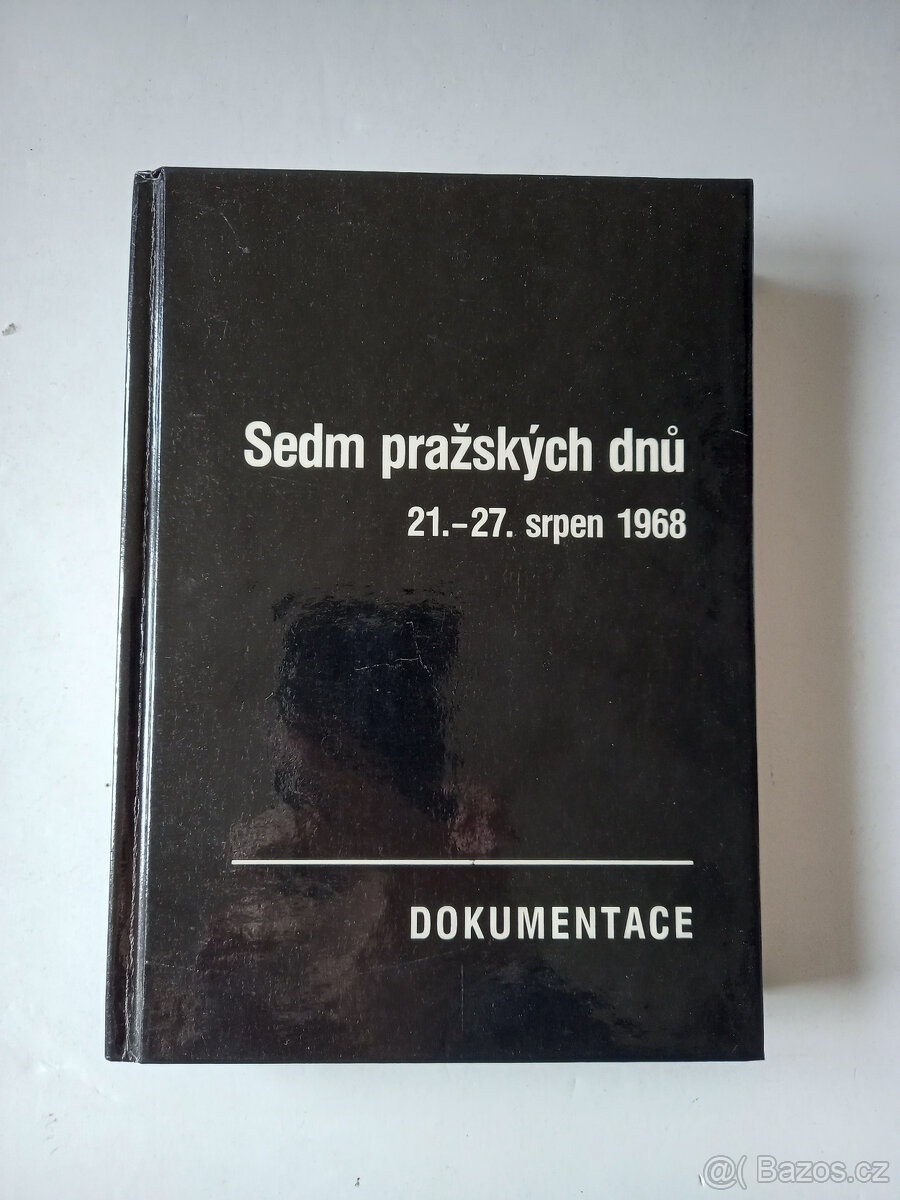 Sedm pražských dnů
21.–27. srpen 1968
DOKUMENTACE
@( Bazos.cz